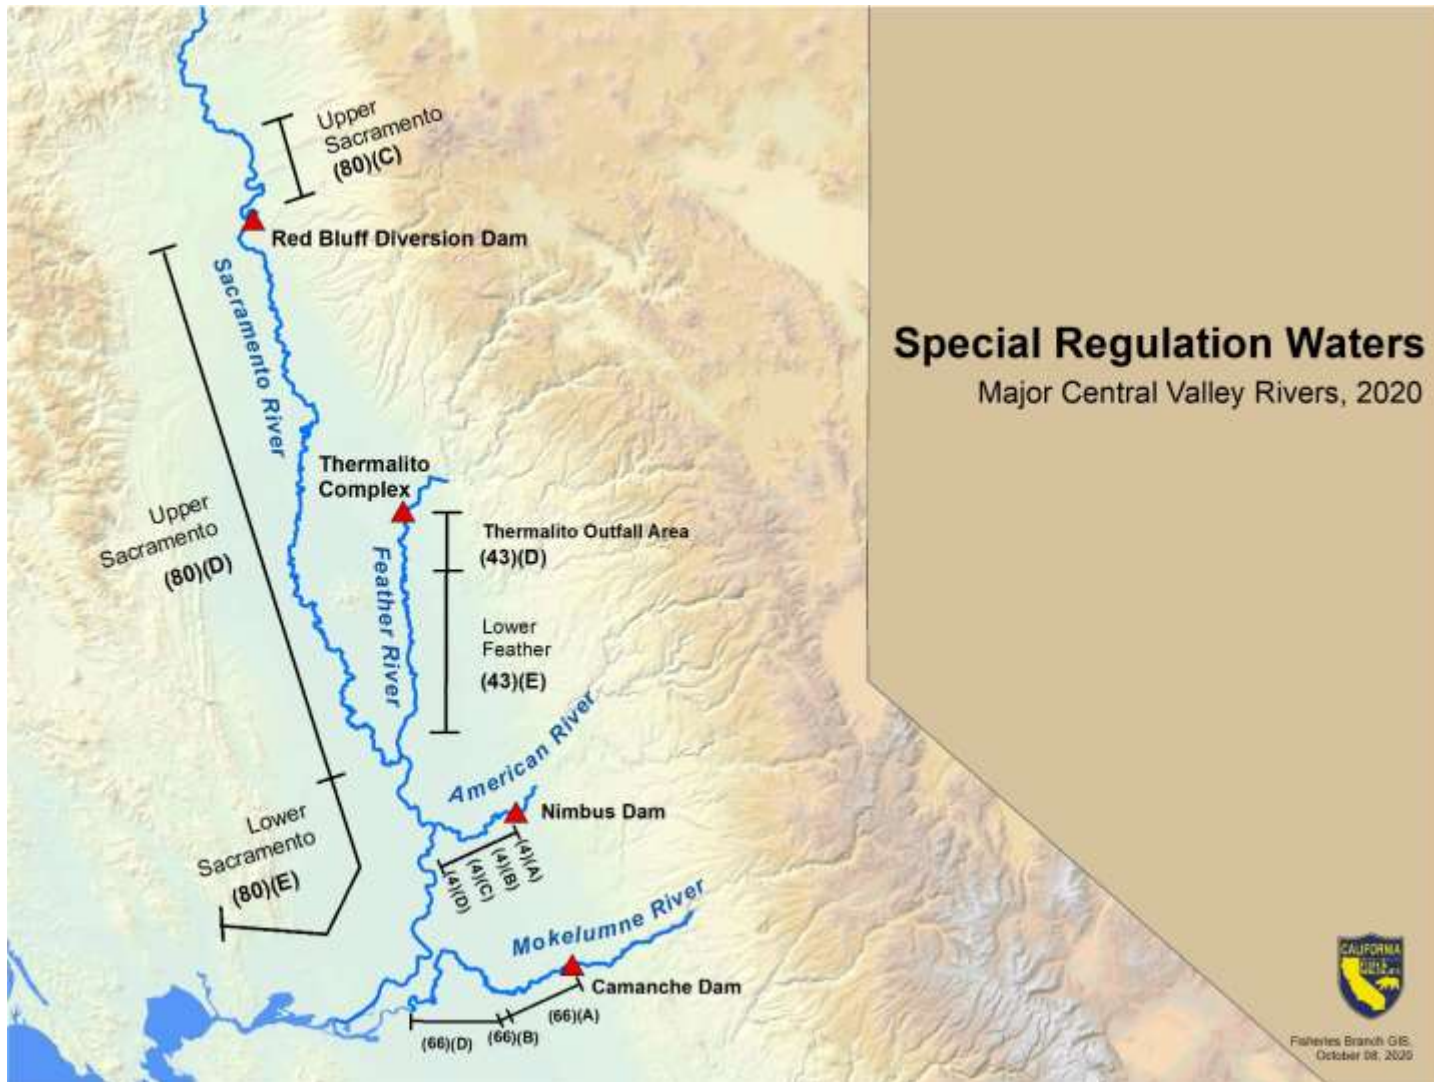 Upper
Sacramento
(80)(C)
Red Bluff Diversion Dam
Sacramento River
Special Regulation Waters
Major Central Valley Rivers, 2020
Thermalito
Complex
Upper
Sacramento
(80)(D)
Thermalito Outfall Area
(43)(D)
Feather River
Lower
Feather
(43)(E)
American River
Nimbus Dam
Lower
Sacramento
(80)(E)
(4)(A)
(4)(B)
(4)(C)
(4)(D)
Mokelumne River
Camanche Dam
(66)(A)
(66)(B)
(66)(D)
CALIFORNIA
Fisheries Branch GIS,
October 08, 2020